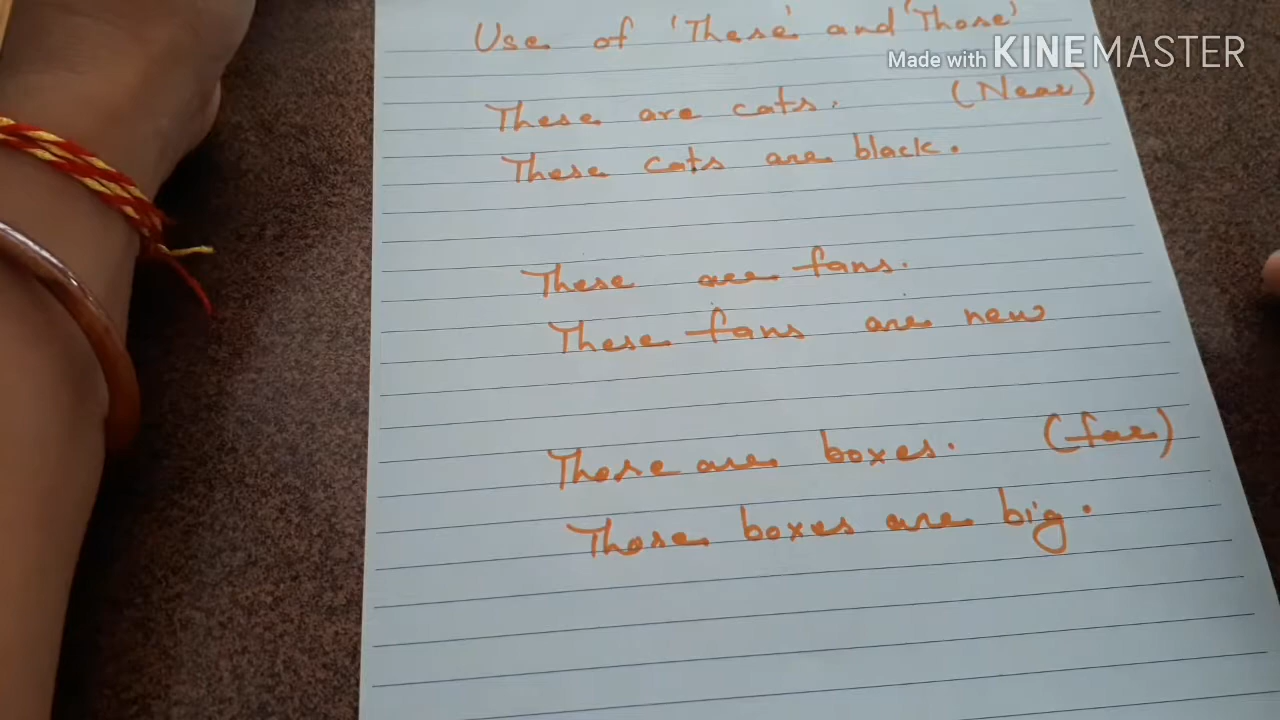 Use of 'These' and 'Those'
Made with KINEMASTER
These are cats. (Near)
These cats are black.
These are fans.
These fans are new
Those are boxes. (far)
Those boxes are big.